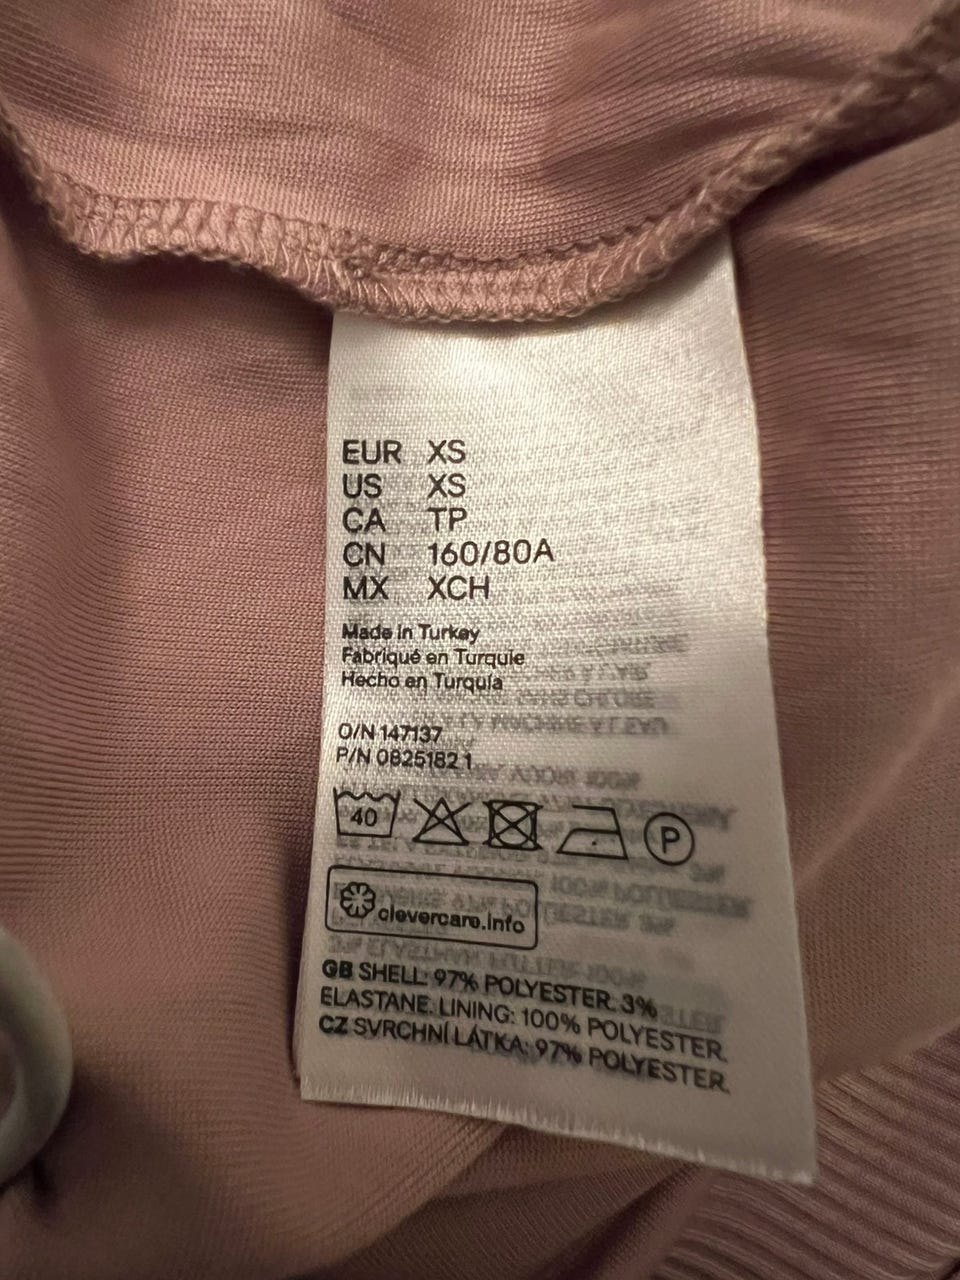 EUR XS
US XS
CA TP
CN 160/80A
MX XCH
Made in Turkey
Fabriqué en Turquie
Hecho en Turquía
O/N 147137
P/N 0825182 1
40
P
clevercare.info
GB SHELL: 97% POLYESTER. 3%
ELASTANE. LINING: 100% POLYESTER.
CZ SVRCHNÍ LÁTKA: 97% POLYESTER.